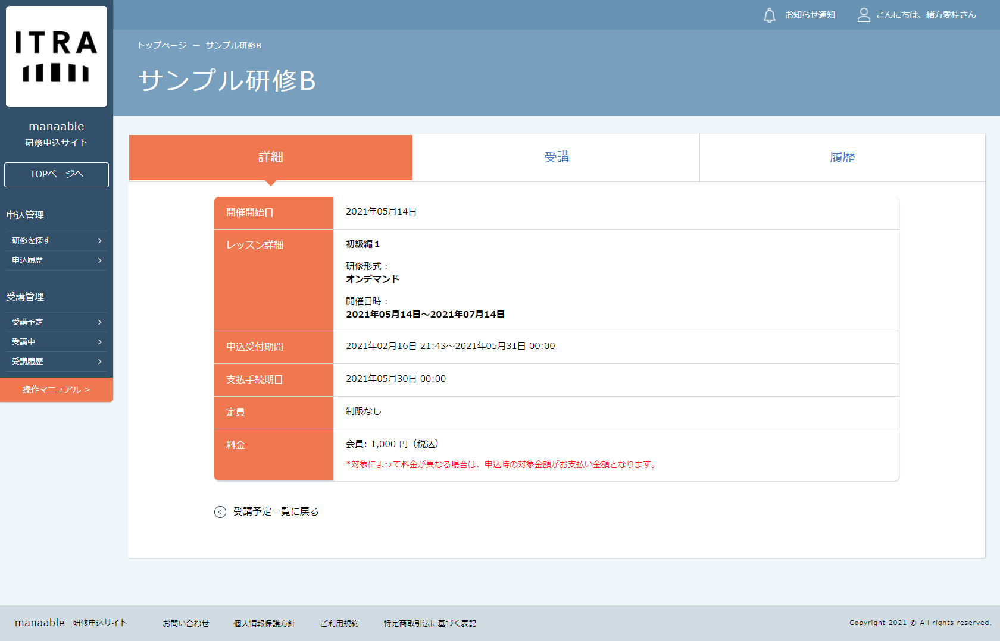 ITRA
manaable
研修申込サイト
TOPページへ
申込管理
研修を探す
申込履歴
受講管理
受講予定
受講中
受講履歴
操作マニュアル >
お知らせ通知
こんにちは、緒方愛桂さん
トップページ － サンプル研修B
サンプル研修B
詳細
受講
履歴
開催開始日
2021年05月14日
レッスン詳細
初級編１
研修形式：
オンデマンド
開催日時：
2021年05月14日～2021年07月14日
申込受付期間
2021年02月16日 21:43～2021年05月31日 00:00
支払手続期日
2021年05月30日 00:00
定員
制限なし
料金
会員: 1,000 円（税込）
*対象によって料金が異なる場合は、申込時の対象金額がお支払い金額となります。
受講予定一覧に戻る
manaable 研修申込サイト
お問い合わせ
個人情報保護方針
ご利用規約
特定商取引法に基づく表記
Copyright 2021 © All rights reserved.